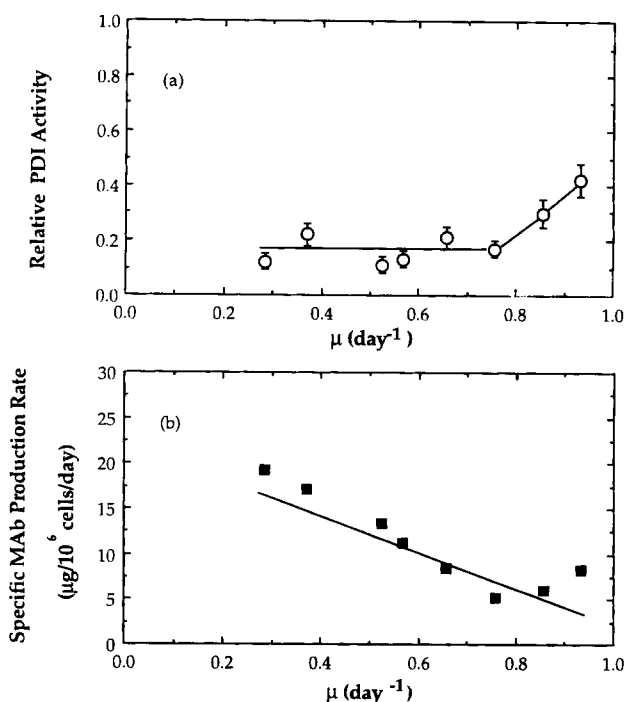 Relative PDI Activity
1.0
0.8
0.6
0.4
0.2
0.0
(a)
0.0 0.2 0.4 0.6 0.8 1.0
μ (day⁻¹)
Specific MAb Production Rate
(μg/10⁶ cells/day)
30
25
20
15
10
5
0
(b)
0.0 0.2 0.4 0.6 0.8 1.0
μ (day⁻¹)